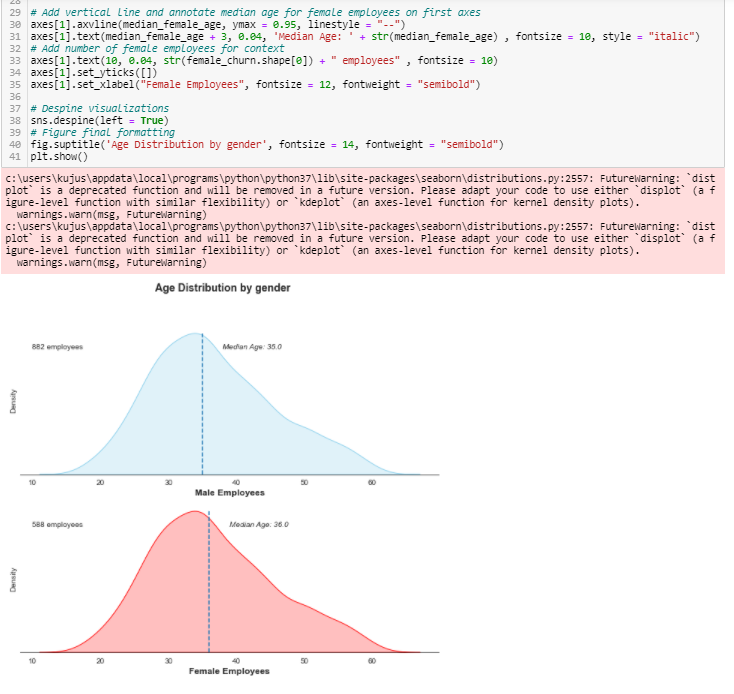 29 # Add vertical line and annotate median age for female employees on first axes
30 axes[1].axvline(median_female_age, ymax = 0.95, linestyle = "--")
31 axes[1].text(median_female_age + 3, 0.04, 'Median Age: ' + str(median_female_age) , fontsize = 10, style = "italic")
32 # Add number of female employees for context
33 axes[1].text(10, 0.04, str(female_churn.shape[0]) + " employees" , fontsize = 10)
34 axes[1].set_yticks([])
35 axes[1].set_xlabel("Female Employees", fontsize = 12, fontweight = "semibold")
36
37 # Despine visualizations
38 sns.despine(left = True)
39 # Figure final formatting
40 fig.suptitle('Age Distribution by gender', fontsize = 14, fontweight = "semibold")
41 plt.show()
c:\users\kujus\appdata\local\programs\python\python37\lib\site-packages\seaborn\distributions.py:2557: FutureWarning: `dist
plot` is a deprecated function and will be removed in a future version. Please adapt your code to use either `displot` (a f
igure-level function with similar flexibility) or `kdeplot` (an axes-level function for kernel density plots).
warnings.warn(msg, FutureWarning)
c:\users\kujus\appdata\local\programs\python\python37\lib\site-packages\seaborn\distributions.py:2557: FutureWarning: `dist
plot` is a deprecated function and will be removed in a future version. Please adapt your code to use either `displot` (a f
igure-level function with similar flexibility) or `kdeplot` (an axes-level function for kernel density plots).
warnings.warn(msg, FutureWarning)
Age Distribution by gender
882 employees Median Age: 35.0
Density
10 20 30 40 50 60
Male Employees
588 employees Median Age: 36.0
Density
10 20 30 40 50 60
Female Employees